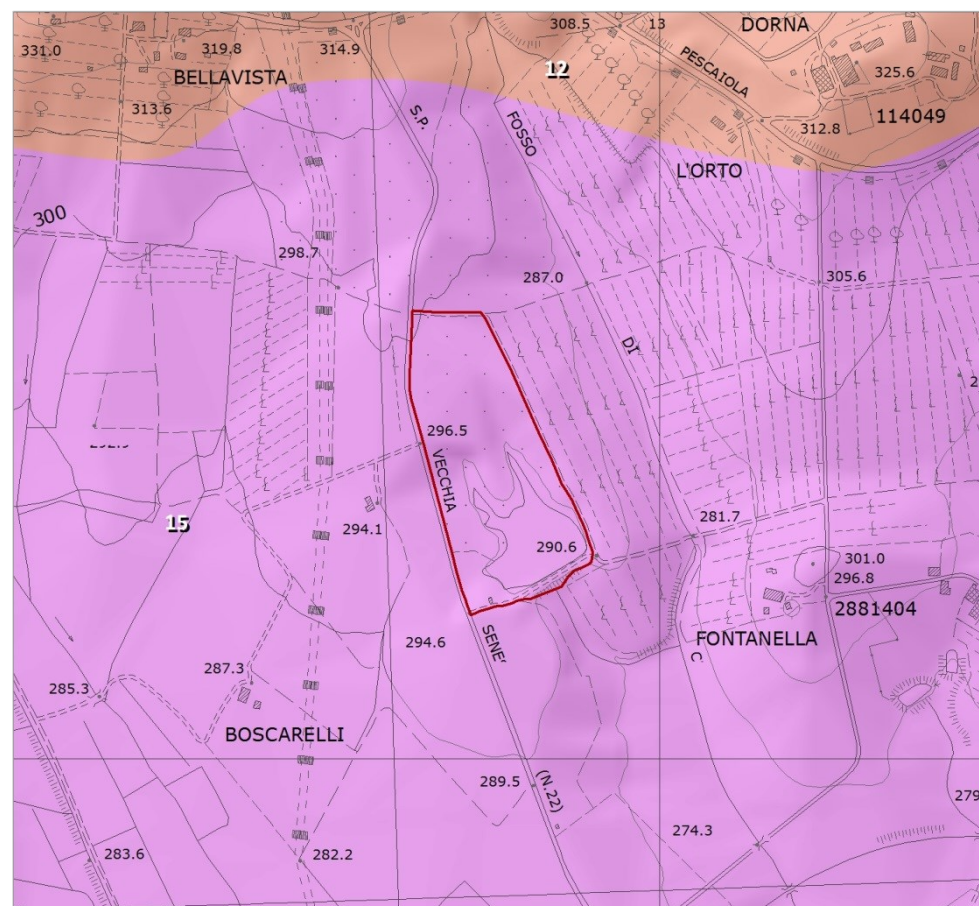 308.5
13
DORNA
331.0
319.8
314.9
BELLAVISTA
12
PESCAIOLA
325.6
313.6
S.P.
FOSSO
114049
312.8
L'ORTO
300
298.7
287.0
305.6
DI
2
296.5
VECCHIA
15
294.1
281.7
290.6
301.0
296.8
2881404
294.6
SENE'
FONTANELLA
C'
287.3
285.3
BOSCARELLI
289.5
(N.22)
279
274.3
283.6
282.2